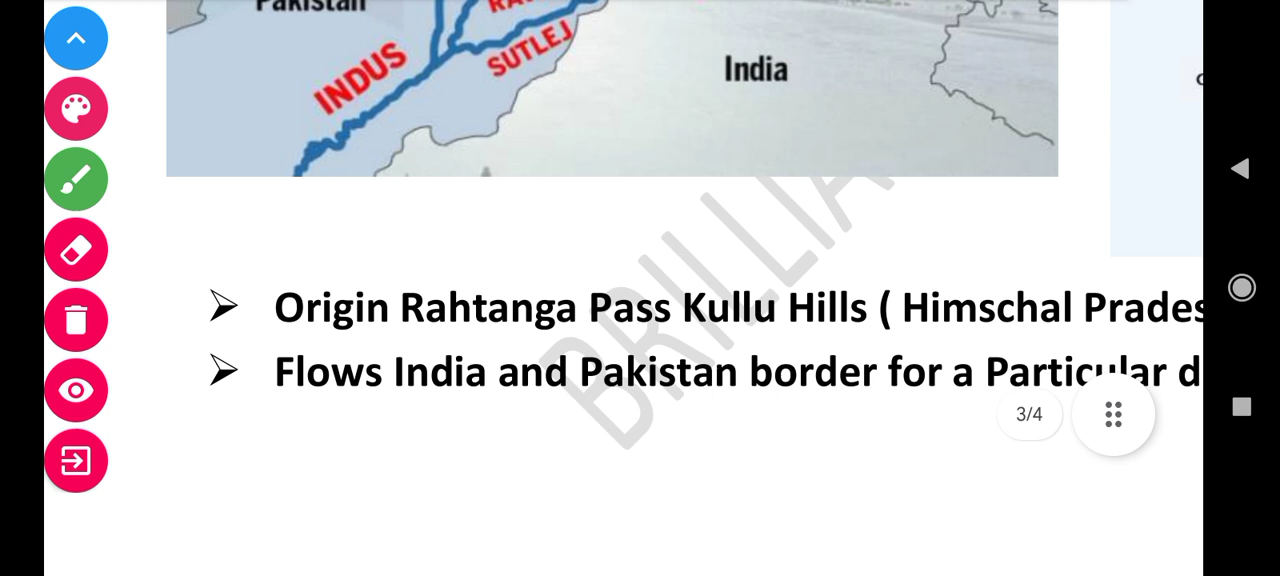 Pakistan
INDUS
SUTLEJ
India
BRILLIA
Origin Rahtanga Pass Kullu Hills ( Himschal Prades
Flows India and Pakistan border for a Particular d
3/4